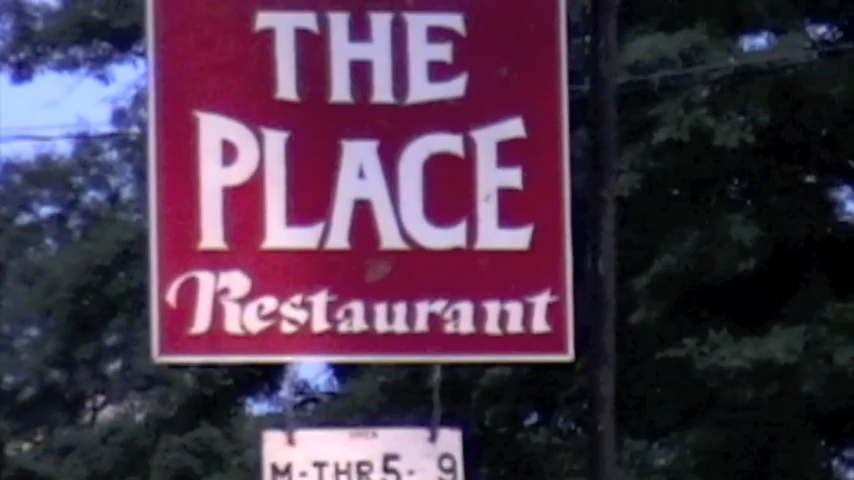 THE
PLACE
Restaurant
OPEN
M-THR 5-9